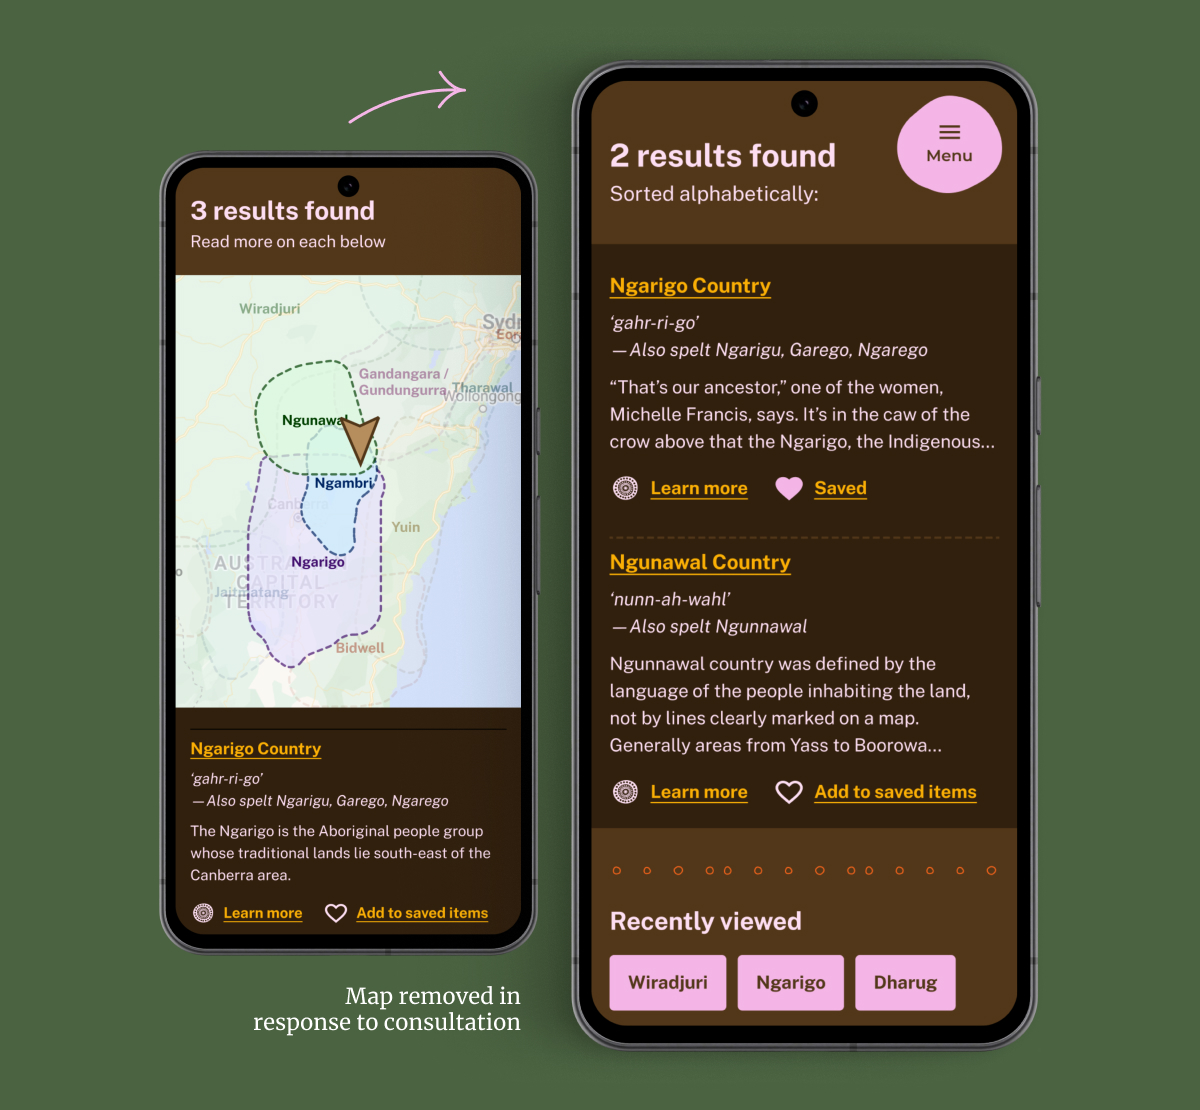 3 results found
Read more on each below
Wiradjuri
Sydn
Eor
Gandangara /
Gundungurra
Tharawal
Wollongong
Ngunawal
Ngambri
Canberra
Yuin
Ngarigo
AUSTRALIAN
CAPITAL
TERRITORY
Jaitmatang
Bidwell
Ngarigo Country
‘gahr-ri-go’
—Also spelt Ngarigu, Garego, Ngarego
The Ngarigo is the Aboriginal people group
whose traditional lands lie south-east of the
Canberra area.
Learn more
Add to saved items
Map removed in
response to consultation
2 results found
Sorted alphabetically:
Menu
Ngarigo Country
‘gahr-ri-go’
—Also spelt Ngarigu, Garego, Ngarego
“That’s our ancestor,” one of the women,
Michelle Francis, says. It’s in the caw of the
crow above that the Ngarigo, the Indigenous...
Learn more
Saved
Ngunawal Country
‘nunn-ah-wahl’
—Also spelt Ngunnawal
Ngunnawal country was defined by the
language of the people inhabiting the land,
not by lines clearly marked on a map.
Generally areas from Yass to Boorowa...
Learn more
Add to saved items
Recently viewed
Wiradjuri
Ngarigo
Dharug